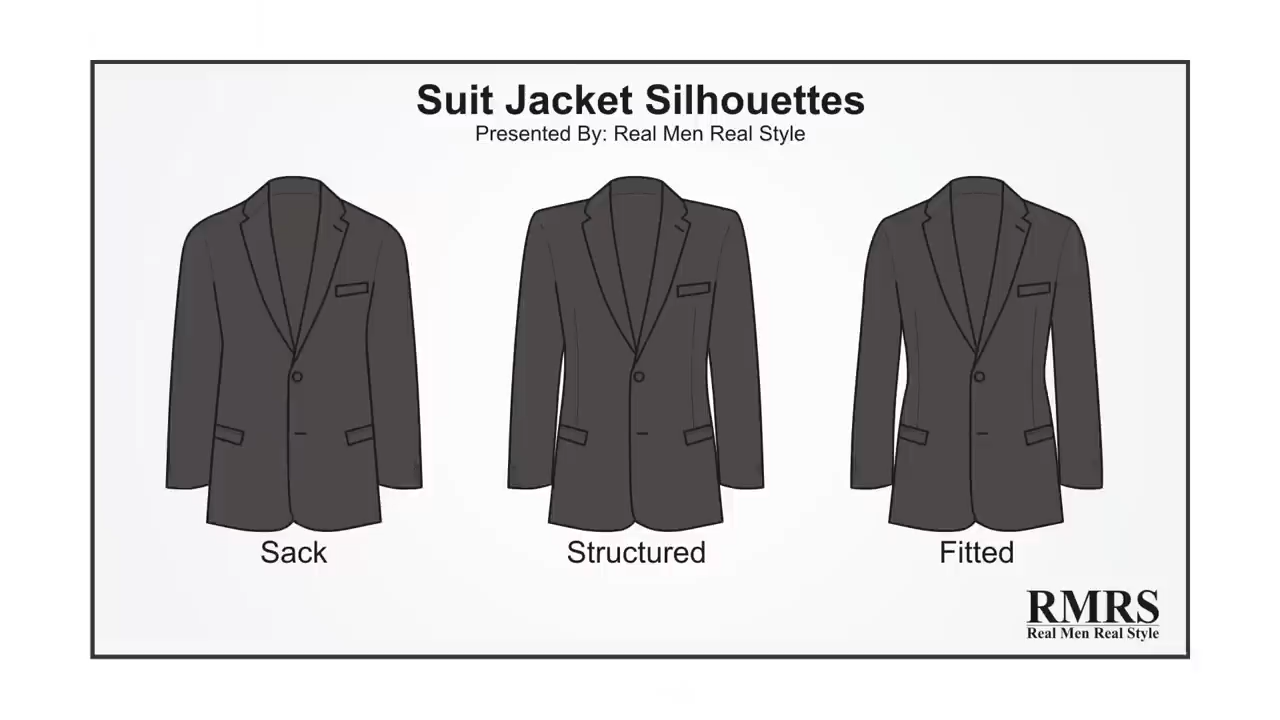 Suit Jacket Silhouettes
Presented By: Real Men Real Style
Sack
Structured
Fitted
RMRS
Real Men Real Style